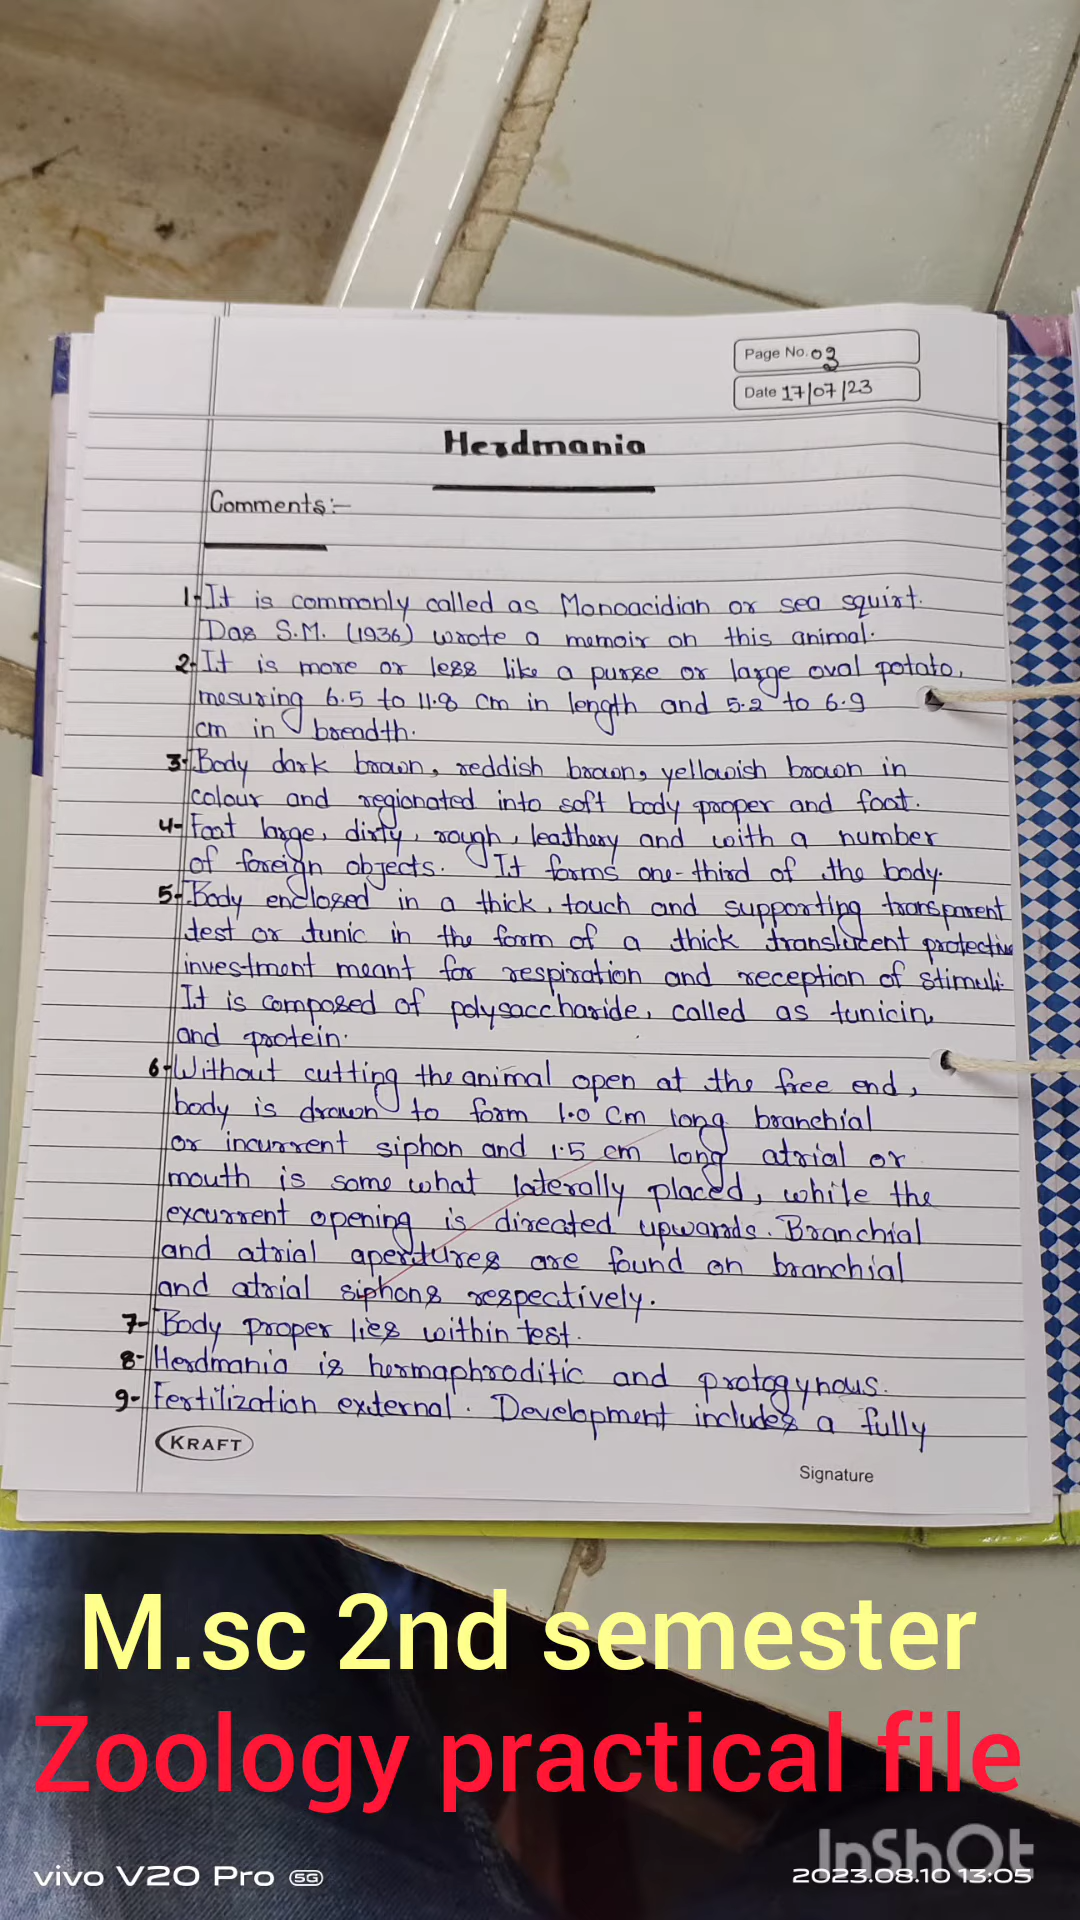 Page No. 03
Date 17/07/23
Herdmania
Comments:-
1- It is commonly called as Monoacidian or sea squirt.
Das S.M. (1936) wrote a memoir on this animal.
2- It is more or less like a purse or large oval potato,
mesuring 6.5 to 11.8 cm in length and 5.2 to 6.9
cm in breadth.
3- Body dark brown, reddish brown, yellowish brown in
colour and regionated into soft body proper and foot.
4- Foot large, dirty, rough, leathery and with a number
of foreign objects. It forms one-third of the body.
5- Body enclosed in a thick, touch and supporting transparent
test or tunic in the form of a thick translucent protective
investment meant for respiration and reception of stimuli.
It is composed of polysaccharide, called as tunicin,
and protein.
6- Without cutting the animal open at the free end,
body is drawn to form 1.0 cm long branchial
or incurrent siphon and 1.5 cm long atrial or
mouth is some what laterally placed, while the
excurrent opening is direated upwards. Branchial
and atrial apertures are found on branchial
and atrial siphons respectively.
7- Body proper lies within test.
8- Herdmania is hermaphroditic and protogynous.
9- Fertilization external. Development includes a fully
KRAFT
Signature
M.sc 2nd semester
Zoology practical file
InShOt
vivo V20 Pro 5G
2023.08.10 13:05